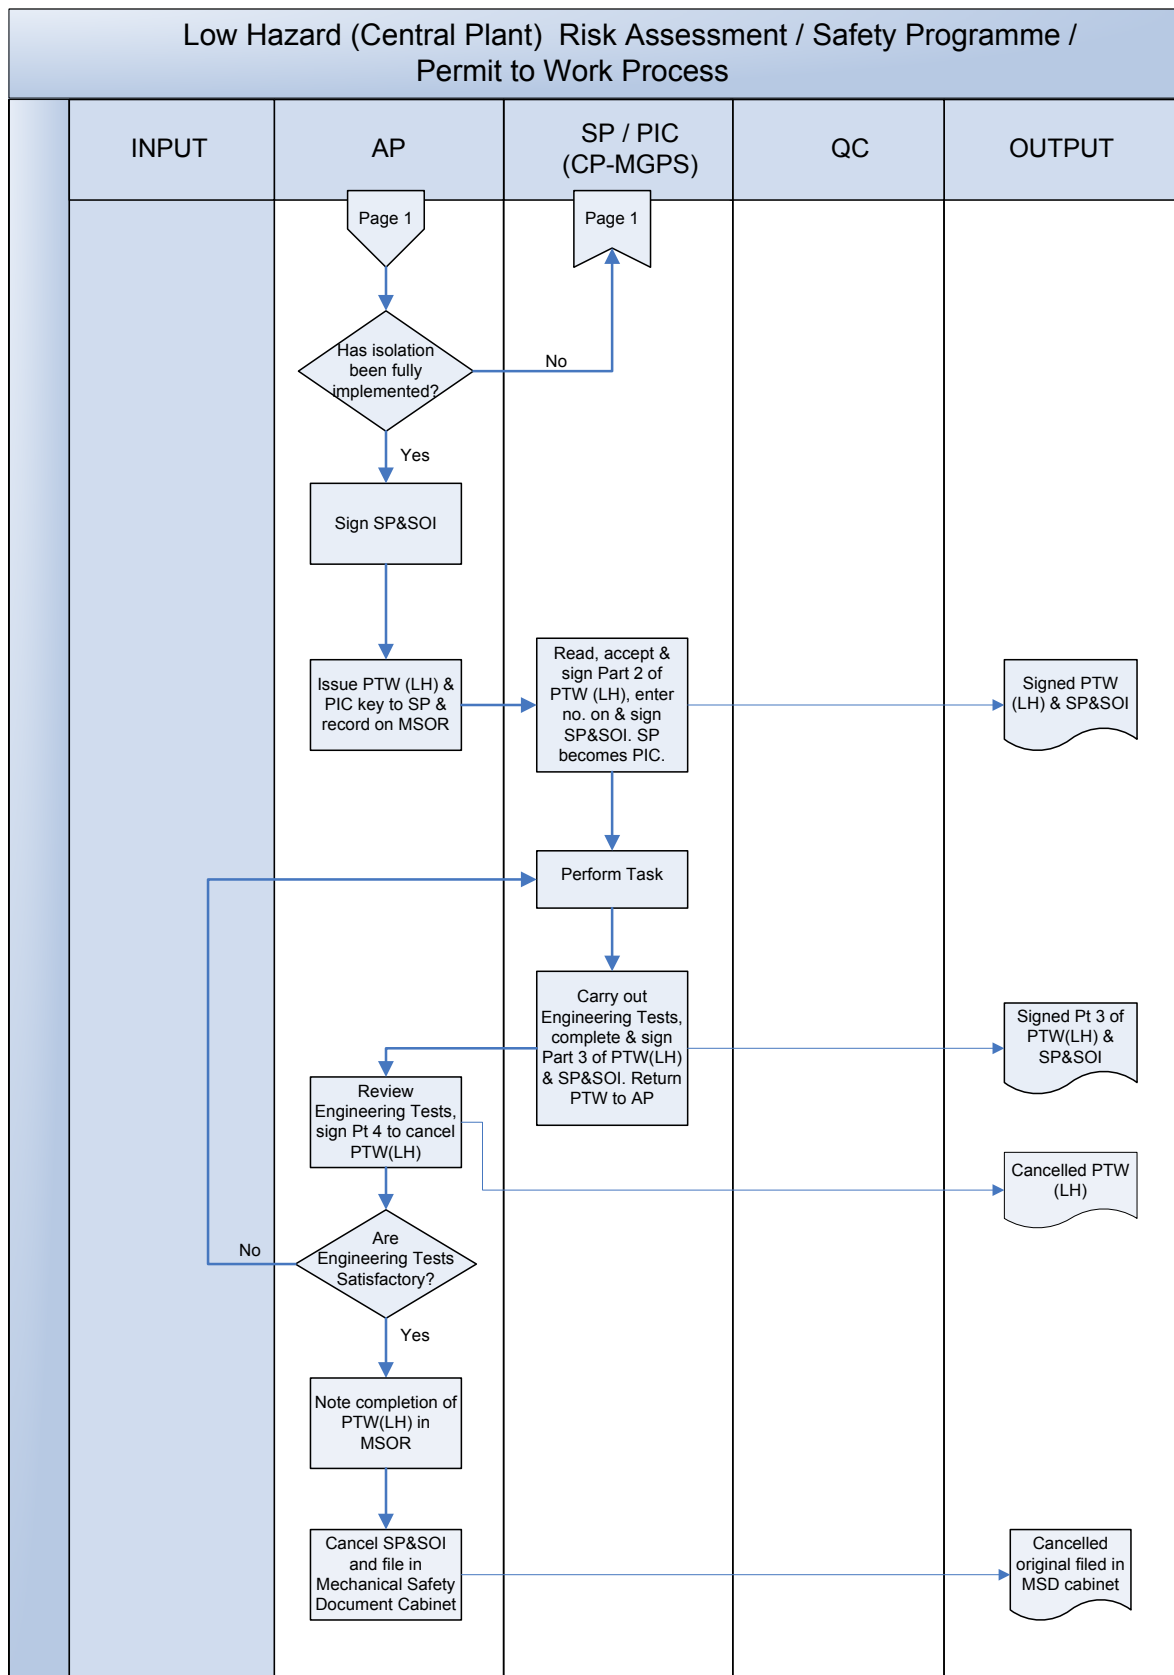 Low Hazard (Central Plant)  Risk Assessment / Safety Programme /
Permit to Work Process
INPUT
AP
SP / PIC
(CP-MGPS)
QC
OUTPUT
Page 1
Page 1
Has isolation
been fully
implemented?
No
Yes
Sign SP&SOI
Issue PTW (LH) &
PIC key to SP &
record on MSOR
Read, accept &
sign Part 2 of
PTW (LH), enter
no. on & sign
SP&SOI. SP
becomes PIC.
Signed PTW
(LH) & SP&SOI
Perform Task
Carry out
Engineering Tests,
complete & sign
Part 3 of PTW(LH)
& SP&SOI. Return
PTW to AP
Signed Pt 3 of
PTW(LH) &
SP&SOI
Review
Engineering Tests,
sign Pt 4 to cancel
PTW(LH)
Cancelled PTW
(LH)
Are
Engineering Tests
Satisfactory?
No
Yes
Note completion of
PTW(LH) in
MSOR
Cancel SP&SOI
and file in
Mechanical Safety
Document Cabinet
Cancelled
original filed in
MSD cabinet